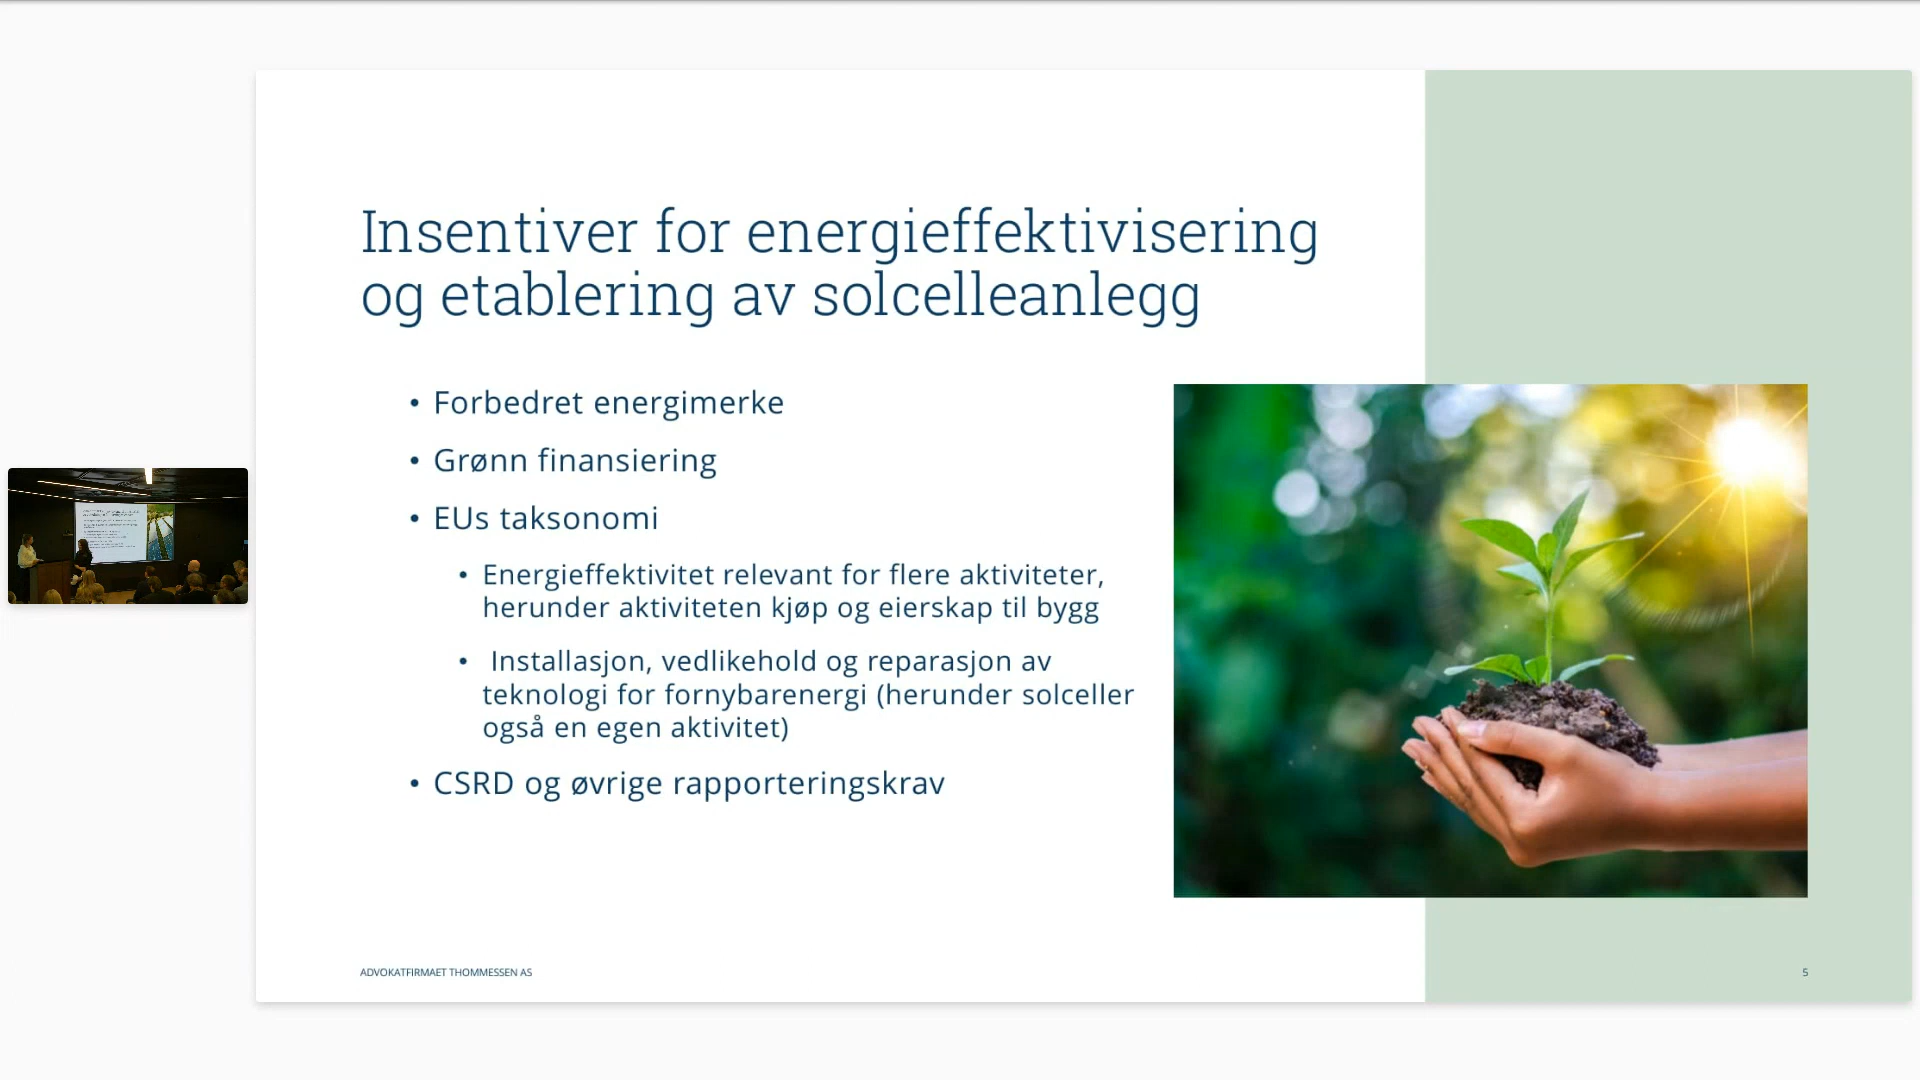 Insentiver for energieffektivisering
og etablering av solcelleanlegg
• Forbedret energimerke
• Grønn finansiering
• EUs taksonomi
• Energieffektivitet relevant for flere aktiviteter,
herunder aktiviteten kjøp og eierskap til bygg
• Installasjon, vedlikehold og reparasjon av
teknologi for fornybarenergi (herunder solceller
også en egen aktivitet)
• CSRD og øvrige rapporteringskrav
ADVOKATFIRMAET THOMMESSEN AS
5